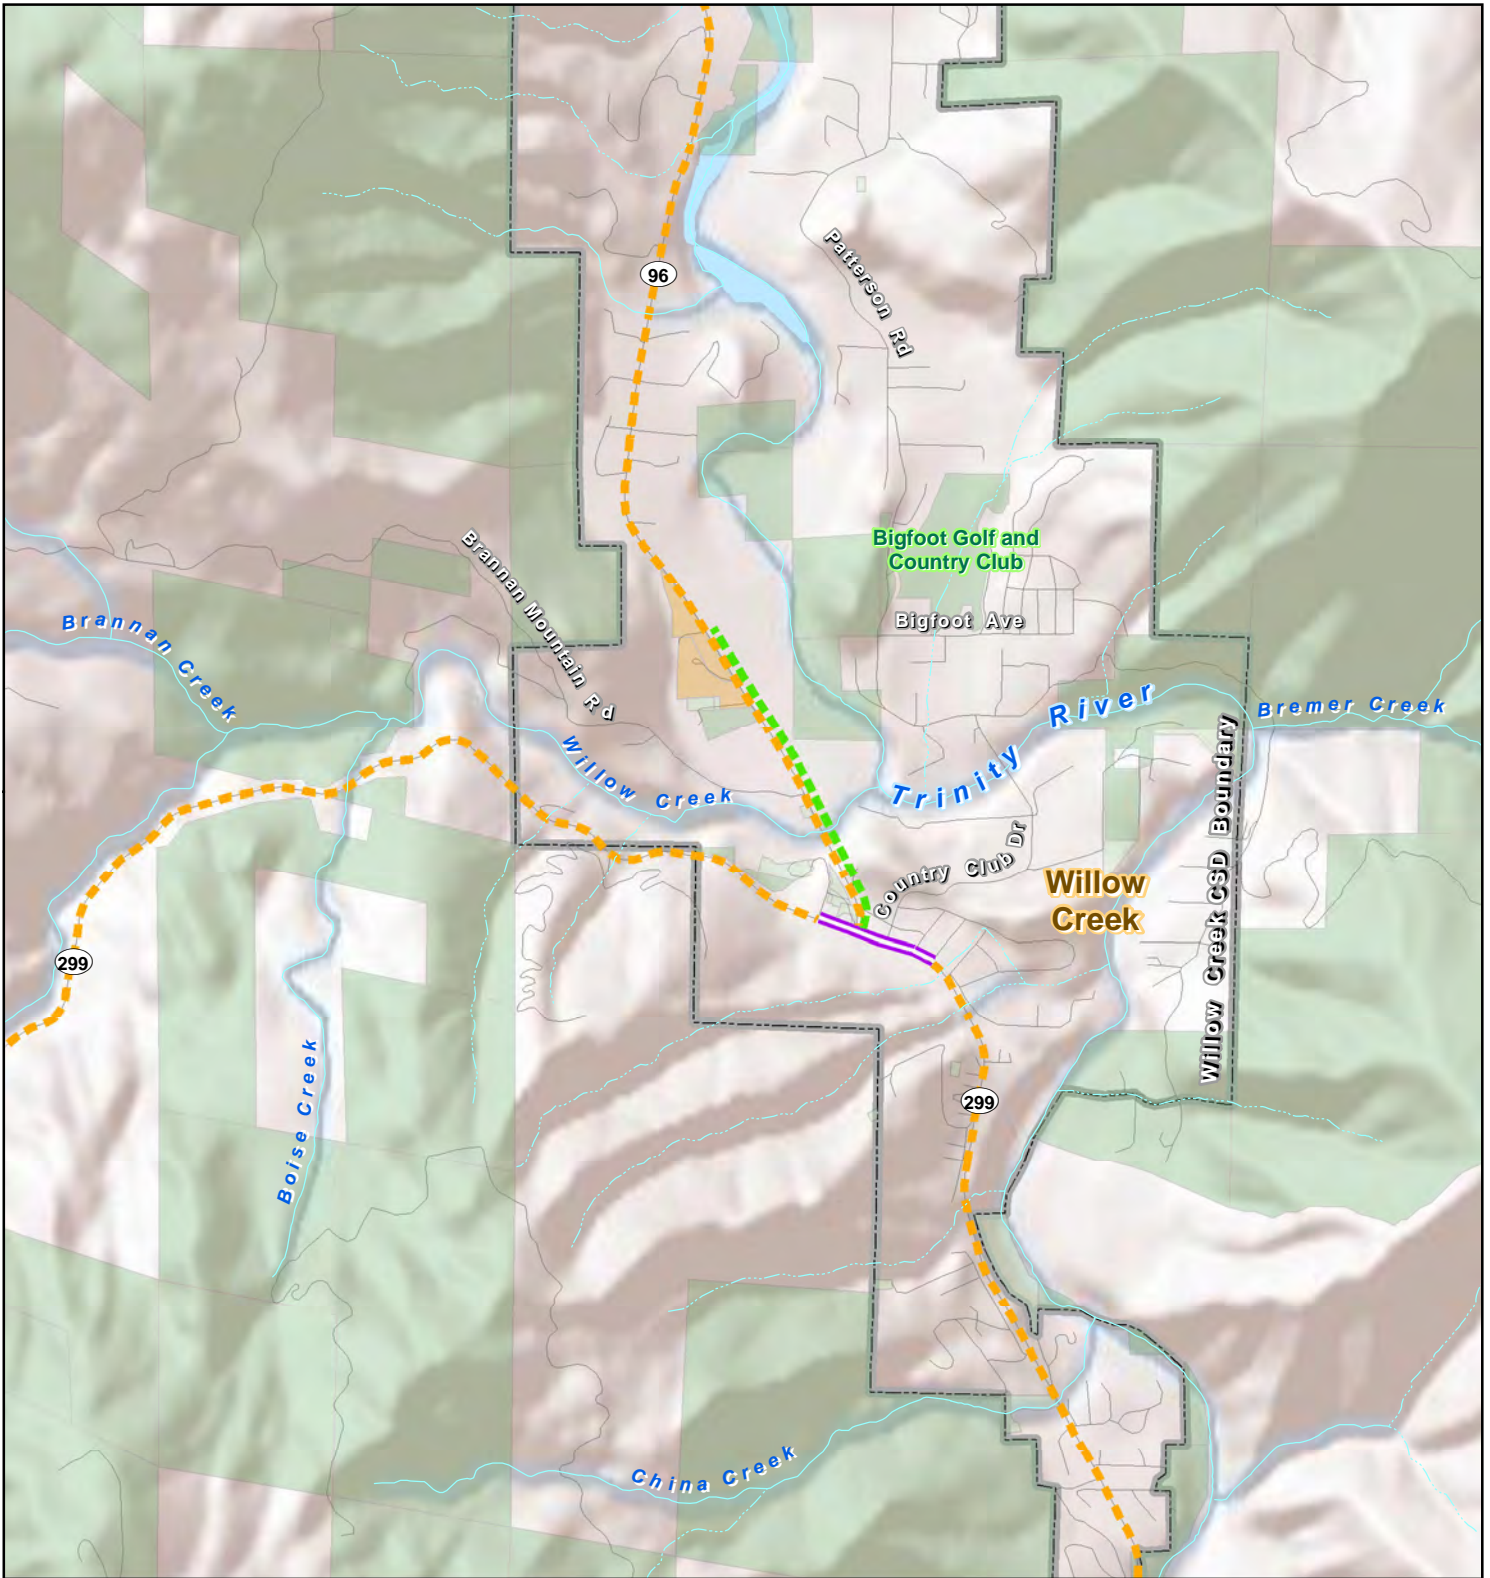 96
Patterson Rd
Bigfoot Golf and
Country Club
Brannan Mountain Rd
Bigfoot Ave
Brannan Creek
Trinity River
Bremer Creek
Willow Creek
Country Club Dr
Willow
Creek
Willow Creek CSD Boundary
299
Boise Creek
299
China Creek